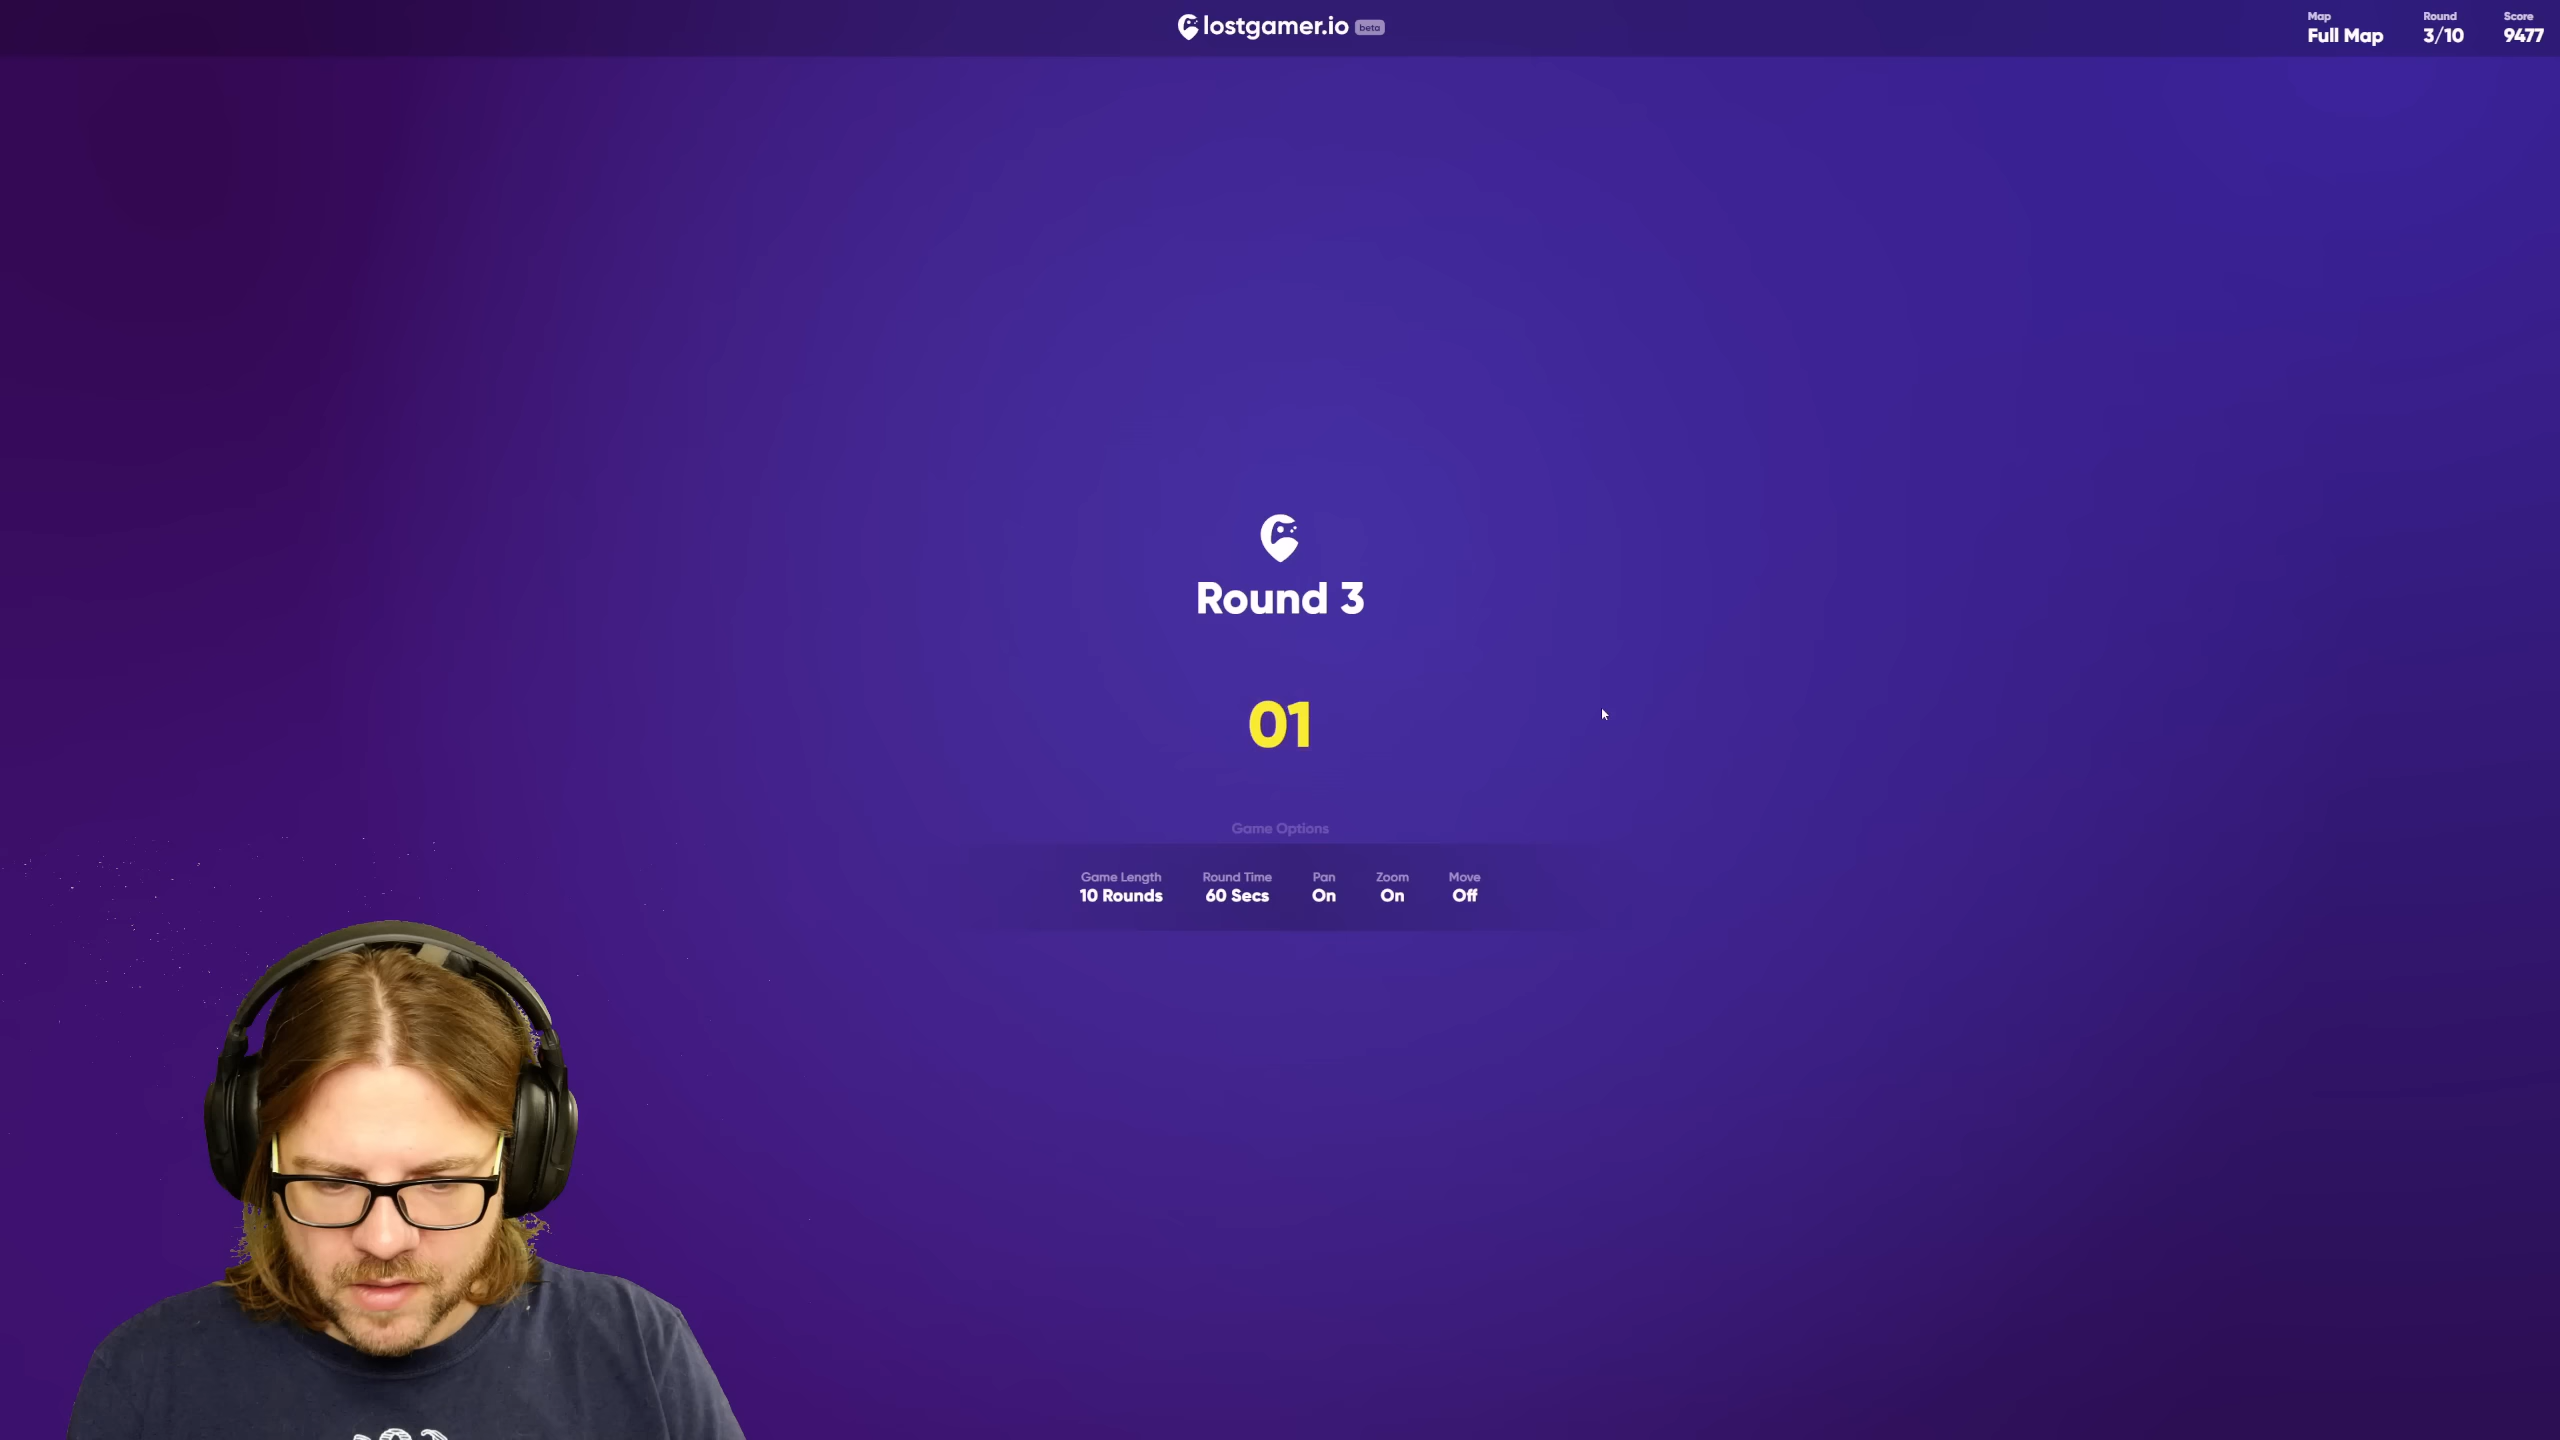 lostgamer.io beta
Map Round Score
Full Map 3/10 9477
Round 3
01
Game Options
Game Length Round Time Pan Zoom Move
10 Rounds 60 Secs On On Off